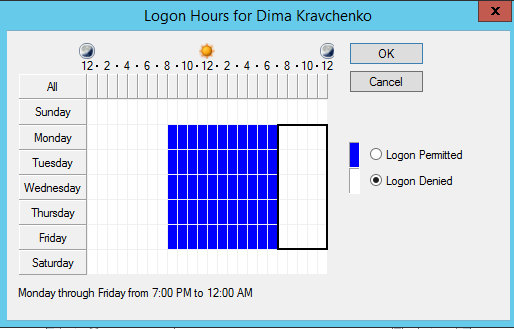 Logon Hours for Dima Kravchenko
x
12 · 2 · 4 · 6 · 8 · 10 · 12 · 2 · 4 · 6 · 8 · 10 · 12
OK
Cancel
All
Sunday
Monday
Tuesday
Wednesday
Thursday
Friday
Saturday
Logon Permitted
Logon Denied
Monday through Friday from 7:00 PM to 12:00 AM